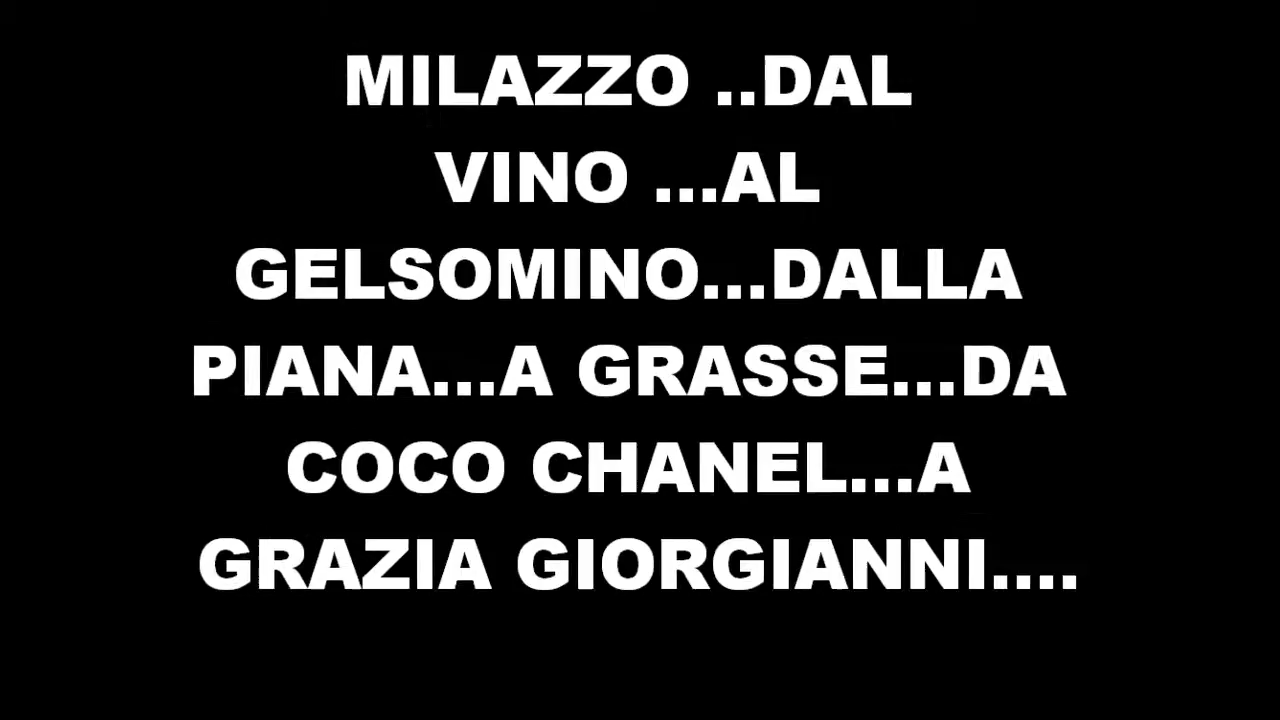 MILAZZO ..DAL
VINO ...AL
GELSOMINO...DALLA
PIANA...A GRASSE...DA
COCO CHANEL...A
GRAZIA GIORGIANNI....